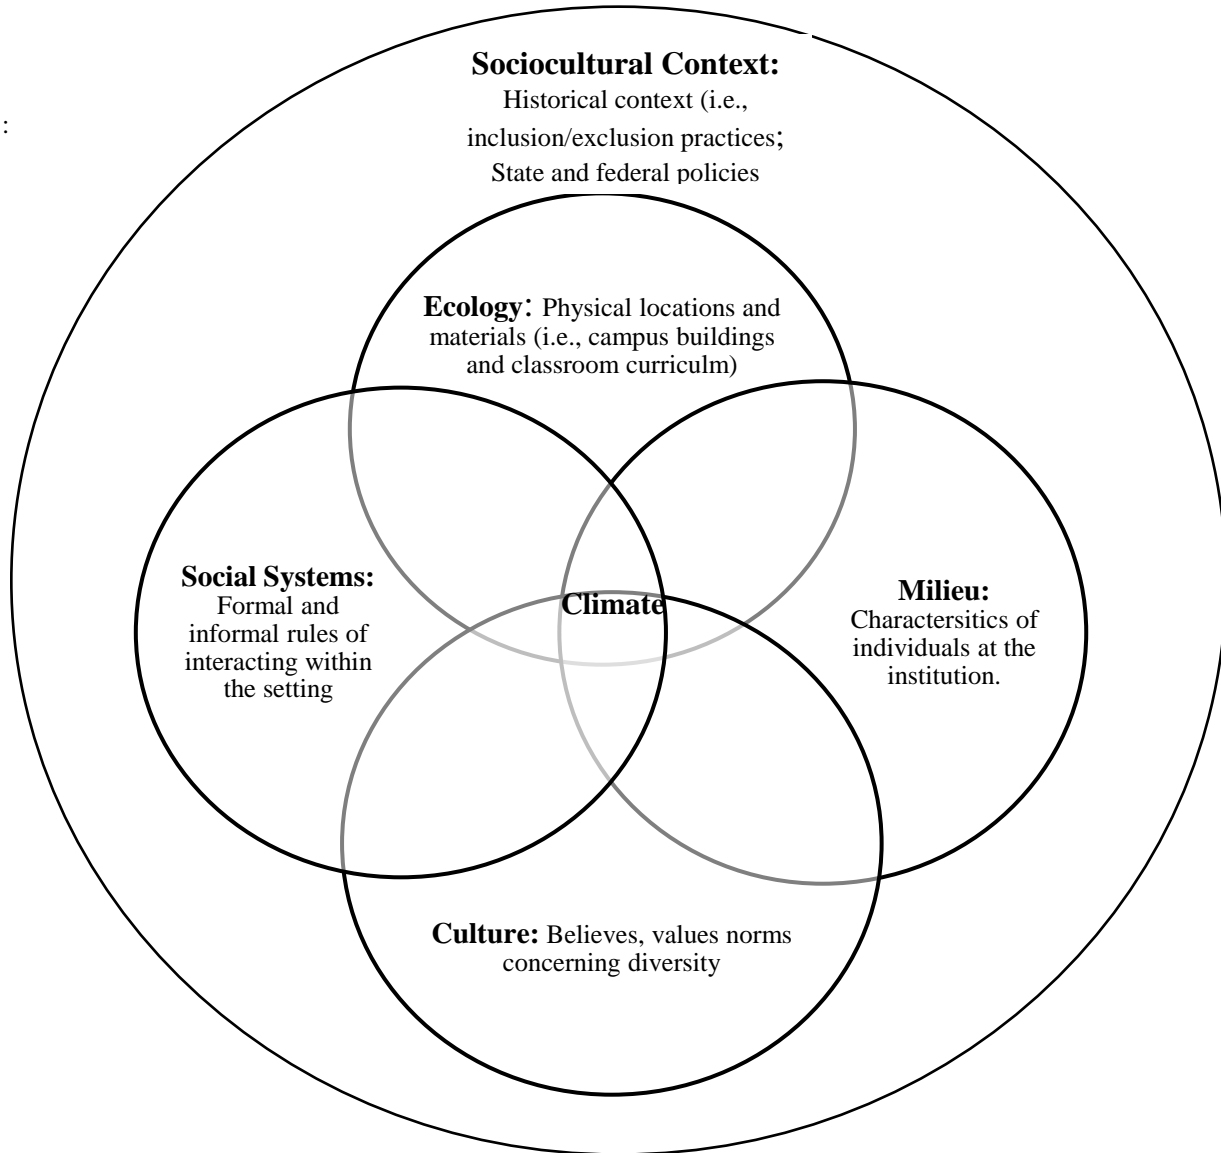 Sociocultural Context:
Historical context (i.e.,
:
inclusion/exclusion practices;
State and federal policies
Ecology: Physical locations and
materials (i.e., campus buildings
and classroom curriculm)
Social Systems:
Formal and
informal rules of
interacting within
the setting
Climate
Milieu:
Charactersitics of
individuals at the
institution.
Culture: Believes, values norms
concerning diversity